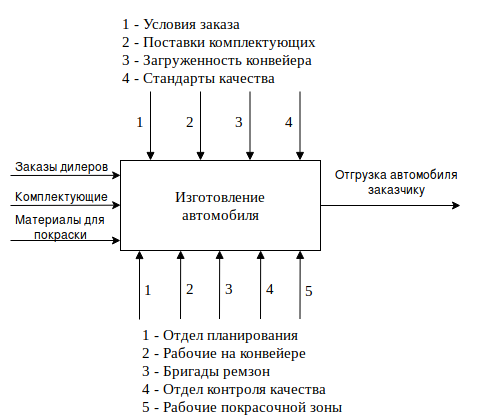 1 - Условия заказа
2 - Поставки комплектующих
3 - Загруженность конвейера
4 - Стандарты качества
1
2
3
4
Заказы дилеров
Комплектующие
Материалы для
покраски
Изготовление
автомобиля
Отгрузка автомобиля
заказчику
1
2
3
4
5
1 - Отдел планирования
2 - Рабочие на конвейере
3 - Бригады ремзон
4 - Отдел контроля качества
5 - Рабочие покрасочной зоны